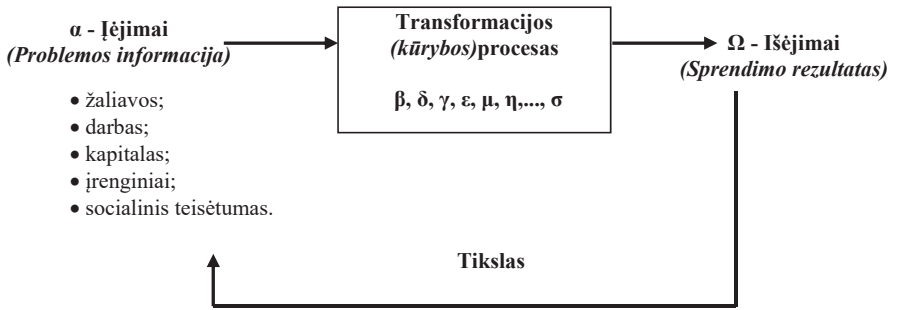 α - Įėjimai
(Problemos informacija)
• žaliavos;
• darbas;
• kapitalas;
• įrenginiai;
• socialinis teisėtumas.
Transformacijos
(kūrybos)procesas
β, δ, γ, ε, μ, η,..., σ
Ω - Išėjimai
(Sprendimo rezultatas)
Tikslas